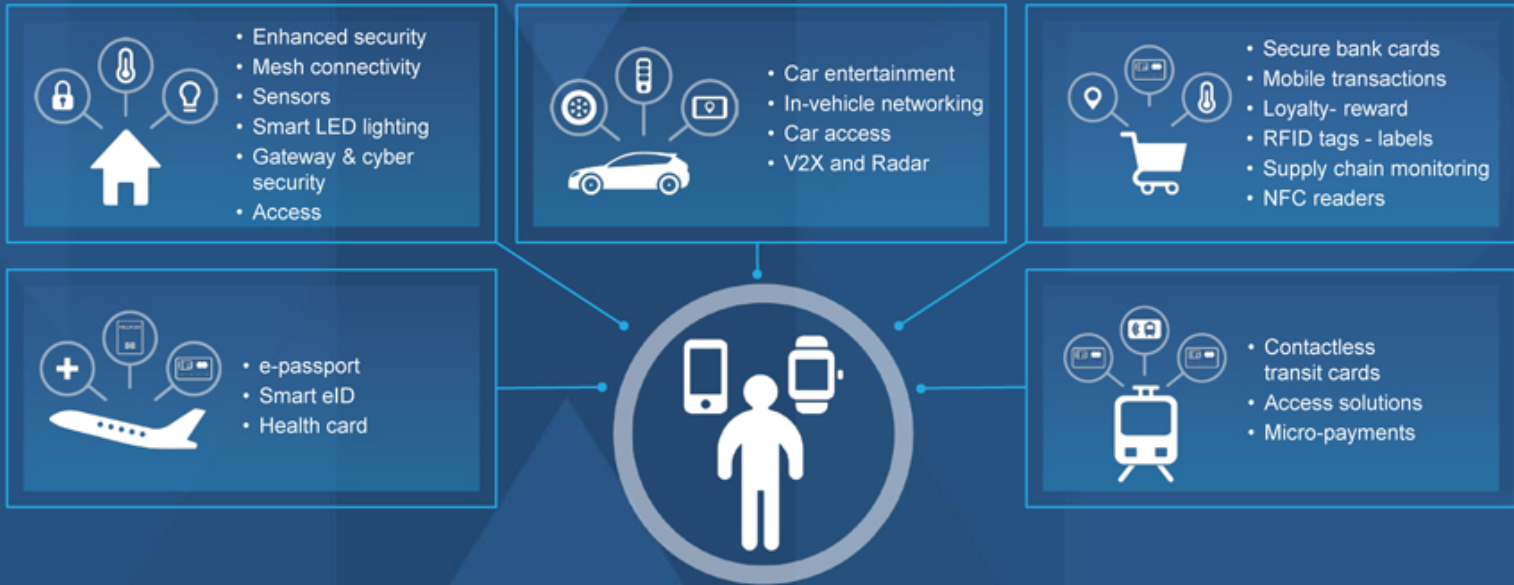 • Enhanced security
• Mesh connectivity
• Sensors
• Smart LED lighting
• Gateway & cyber
security
• Access
• Car entertainment
• In-vehicle networking
• Car access
• V2X and Radar
• Secure bank cards
• Mobile transactions
• Loyalty- reward
• RFID tags - labels
• Supply chain monitoring
• NFC readers
• e-passport
• Smart eID
• Health card
• Contactless
transit cards
• Access solutions
• Micro-payments